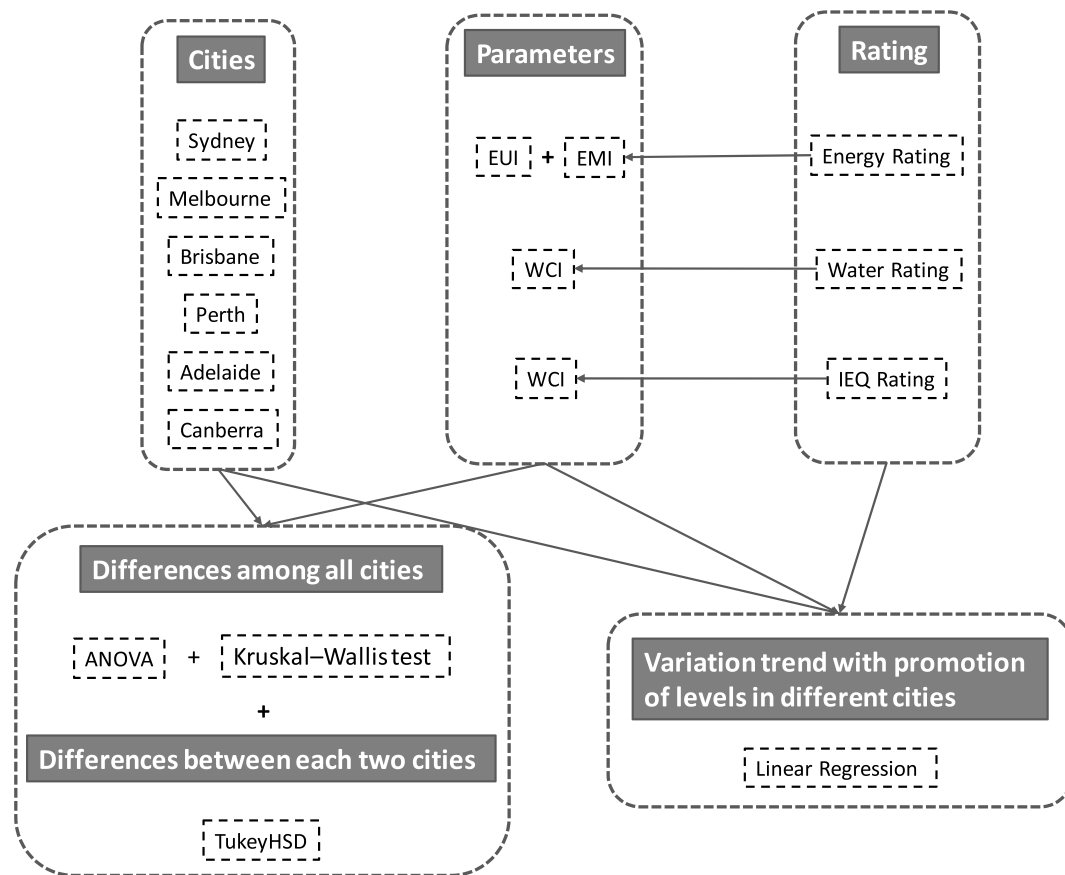 Cities
Sydney
Melbourne
Brisbane
Perth
Adelaide
Canberra
Parameters
EUI + EMI
WCI
WCI
Rating
Energy Rating
Water Rating
IEQ Rating
Differences among all cities
ANOVA + Kruskal–Wallis test
+
Differences between each two cities
TukeyHSD
Variation trend with promotion
of levels in different cities
Linear Regression